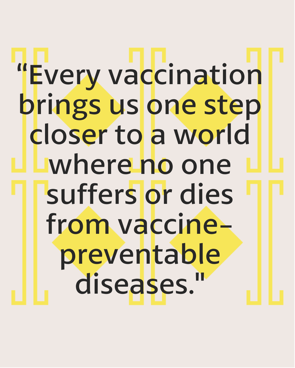 “Every vaccination
brings us one step
closer to a world
where no one
suffers or dies
from vaccine–
preventable
diseases."